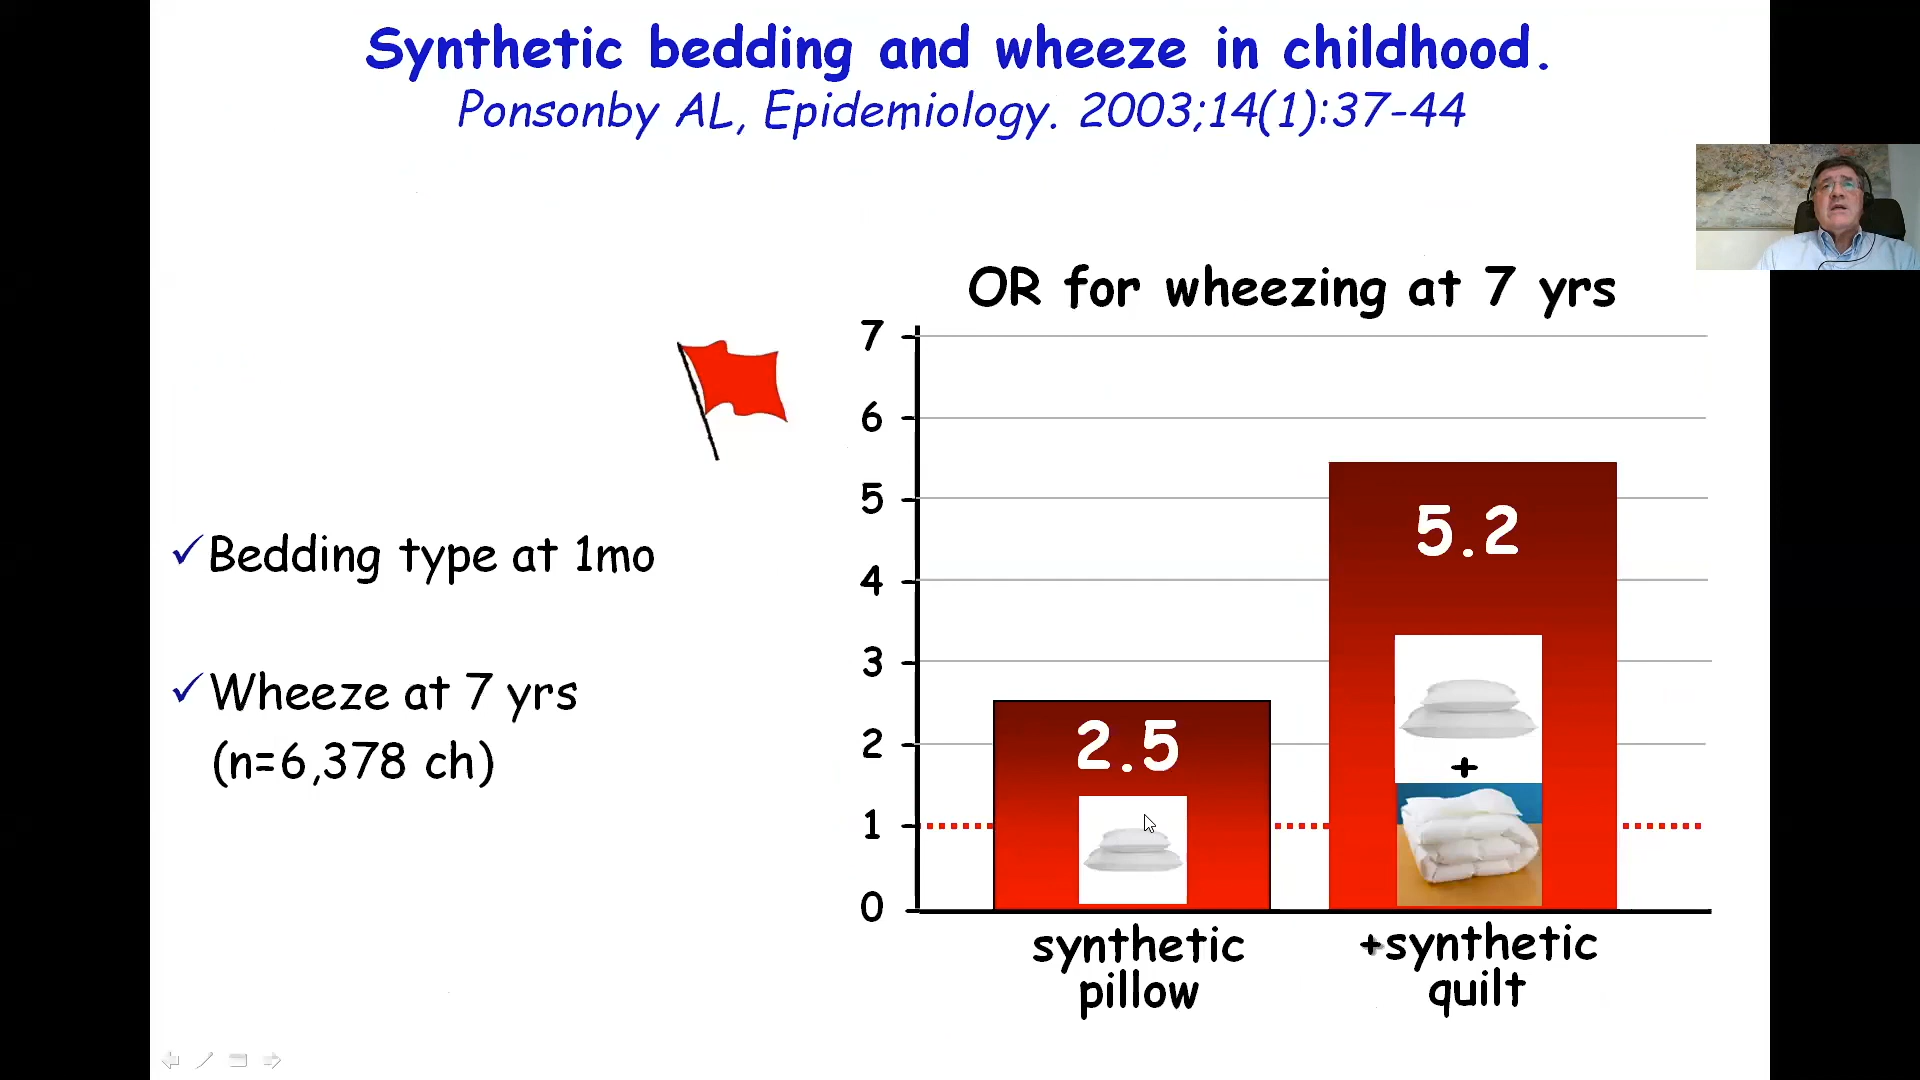 Synthetic bedding and wheeze in childhood.
Ponsonby AL, Epidemiology. 2003;14(1):37-44
✓Bedding type at 1mo
✓Wheeze at 7 yrs
(n=6,378 ch)
OR for wheezing at 7 yrs
7
6
5
4
3
2
1
0
2.5
5.2
+
synthetic
pillow
+synthetic
quilt